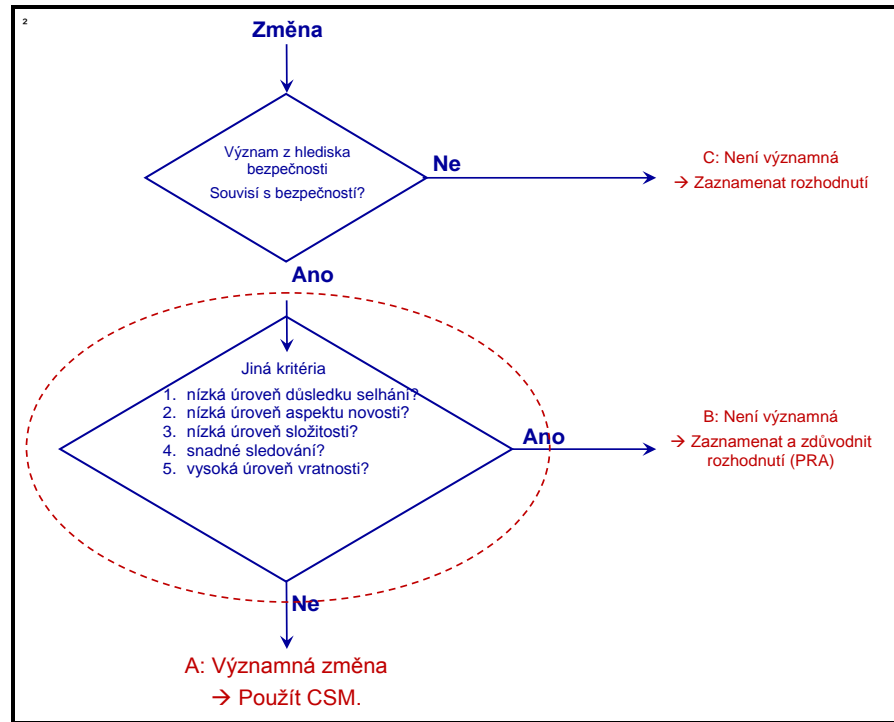 2
Změna
Význam z hlediska
bezpečnosti
Souvisí s bezpečností?
Ne
C: Není významná
→ Zaznamenat rozhodnutí
Ano
Jiná kritéria
1. nízká úroveň důsledku selhání?
2. nízká úroveň aspektu novosti?
3. nízká úroveň složitosti?
4. snadné sledování?
5. vysoká úroveň vratnosti?
Ano
B: Není významná
→ Zaznamenat a zdůvodnit
rozhodnutí (PRA)
Ne
A: Významná změna
→ Použít CSM.